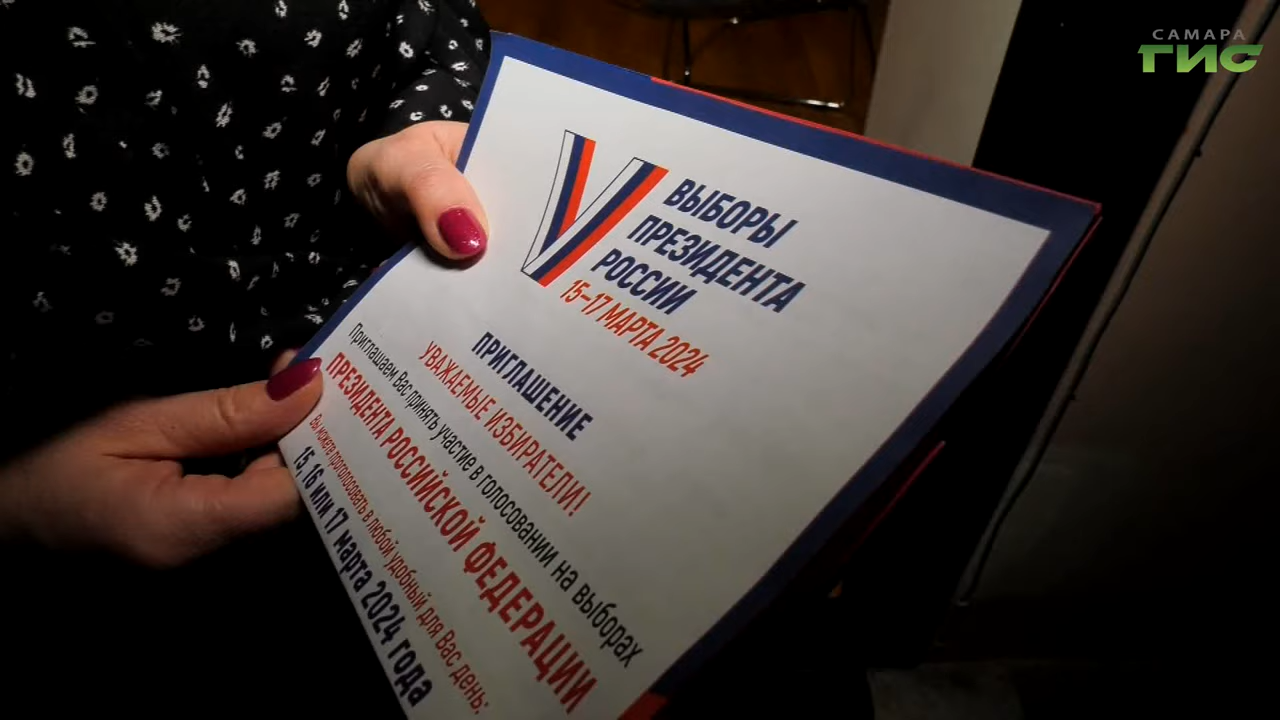 САМАРА
ГИС
ВЫБОРЫ
ПРЕЗИДЕНТА
РОССИИ
15–17 МАРТА 2024
ПРИГЛАШЕНИЕ
УВАЖАЕМЫЕ ИЗБИРАТЕЛИ!
Приглашаем Вас принять участие в голосовании на выборах
ПРЕЗИДЕНТА РОССИЙСКОЙ ФЕДЕРАЦИИ
Вы можете проголосовать в любой удобный для Вас день:
15, 16 или 17 марта 2024 года